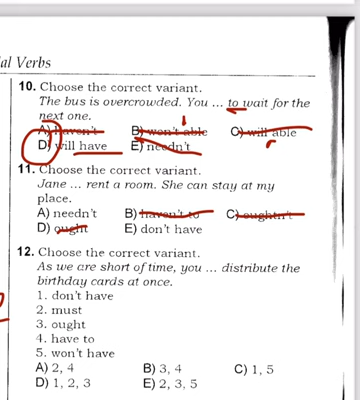 al Verbs
10. Choose the correct variant.
The bus is overcrowded. You ... to wait for the
next one.
A) haven't B) won't able C) will able
D) will have E) needn't
11. Choose the correct variant.
Jane ... rent a room. She can stay at my
place.
A) needn't B) haven't to C) oughtn't
D) ought E) don't have
12. Choose the correct variant.
As we are short of time, you ... distribute the
birthday cards at once.
1. don't have
2. must
3. ought
4. have to
5. won't have
A) 2, 4 B) 3, 4 C) 1, 5
D) 1, 2, 3 E) 2, 3, 5